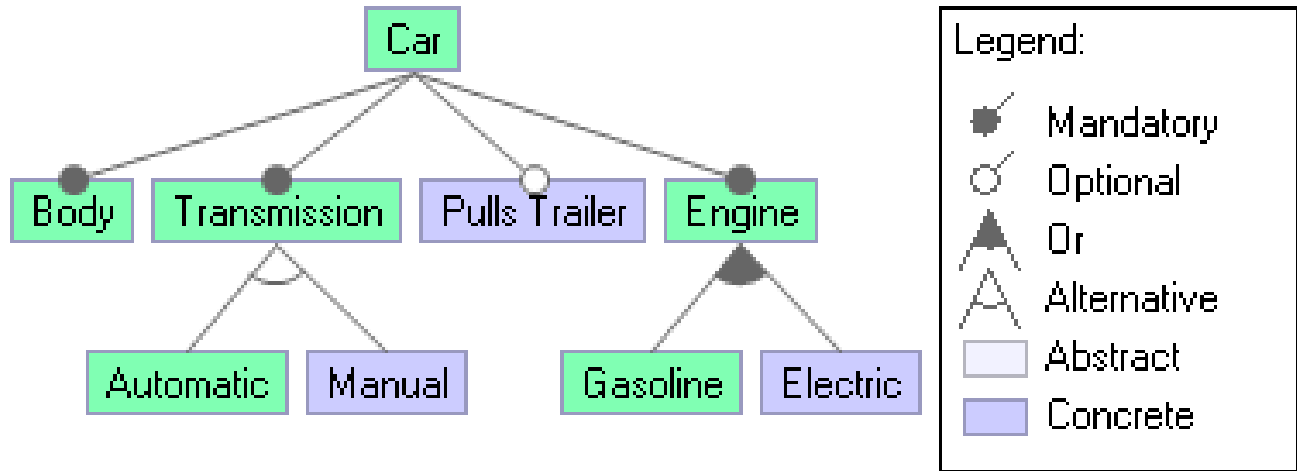 Car
Body
Transmission
Pulls Trailer
Engine
Automatic
Manual
Gasoline
Electric
Legend:
Mandatory
Optional
Or
Alternative
Abstract
Concrete